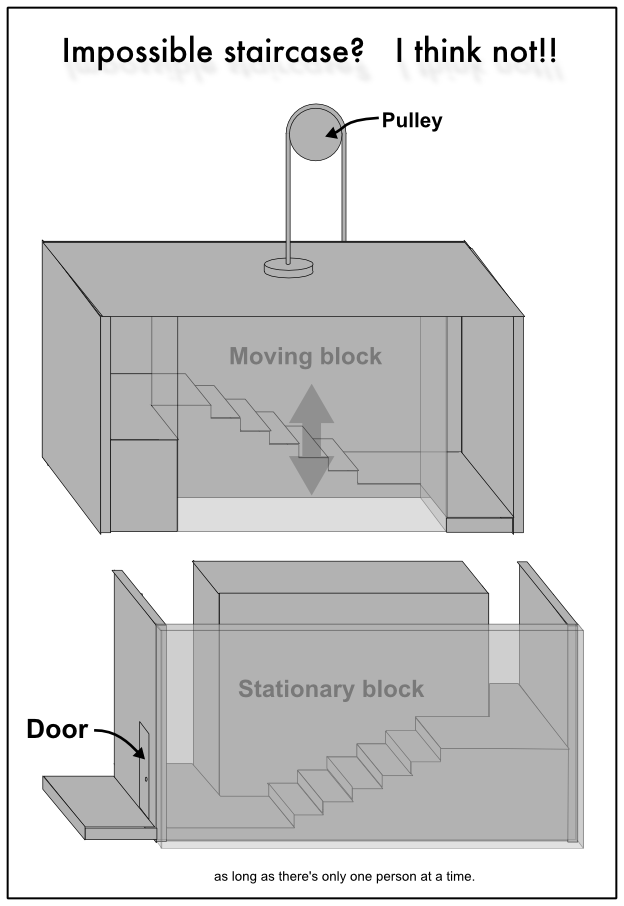 Impossible staircase?   I think not!!
Pulley
Moving block
Stationary block
Door
as long as there's only one person at a time.